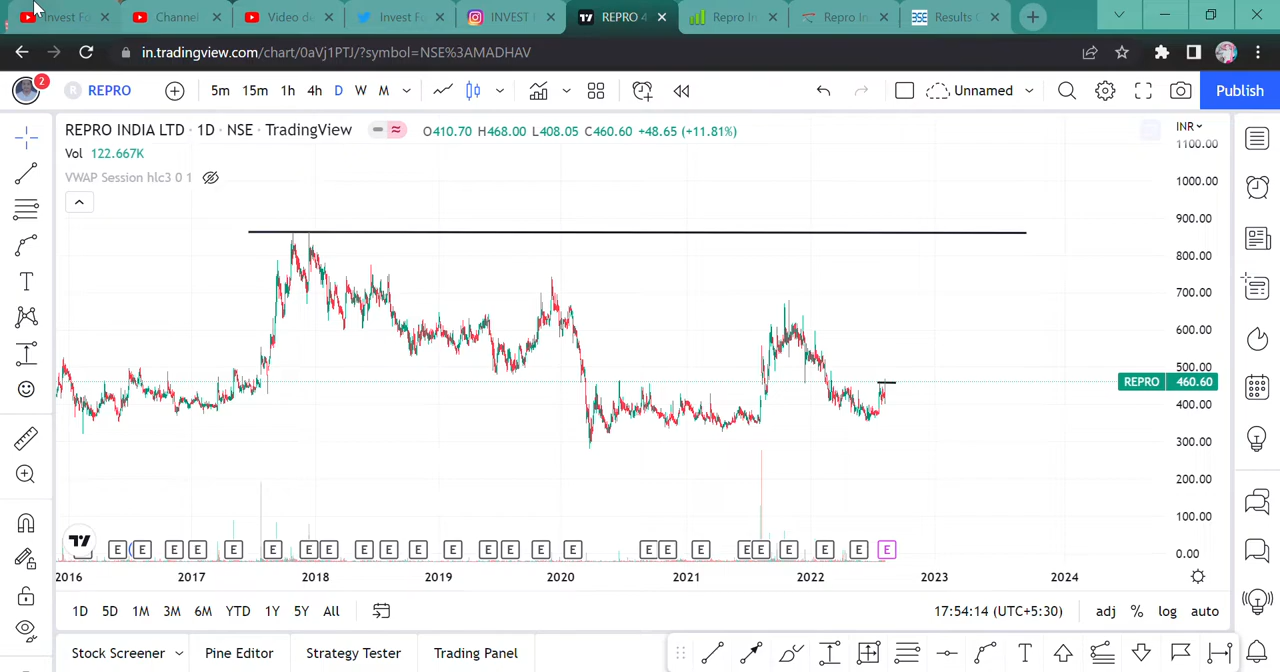 Invest Fo
Channel
Video de
Invest Fo
INVEST
REPRO 4
Repro In
Repro In
BSE Results C
in.tradingview.com/chart/0aVj1PTJ/?symbol=NSE%3AMADHAV
2
R REPRO
5m 15m 1h 4h D W M
Unnamed
Publish
REPRO INDIA LTD · 1D · NSE · TradingView
O410.70 H468.00 L408.05 C460.60 +48.65 (+11.81%)
INR
Vol 122.667K
VWAP Session hlc3 0 1
1100.00
1000.00
900.00
800.00
700.00
600.00
500.00
REPRO 460.60
400.00
300.00
200.00
100.00
0.00
E E E E E E E E E E E E E E E E E E E E E E E E E
2016 2017 2018 2019 2020 2021 2022 2023 2024
1D 5D 1M 3M 6M YTD 1Y 5Y All
17:54:14 (UTC+5:30)
adj % log auto
Stock Screener
Pine Editor
Strategy Tester
Trading Panel